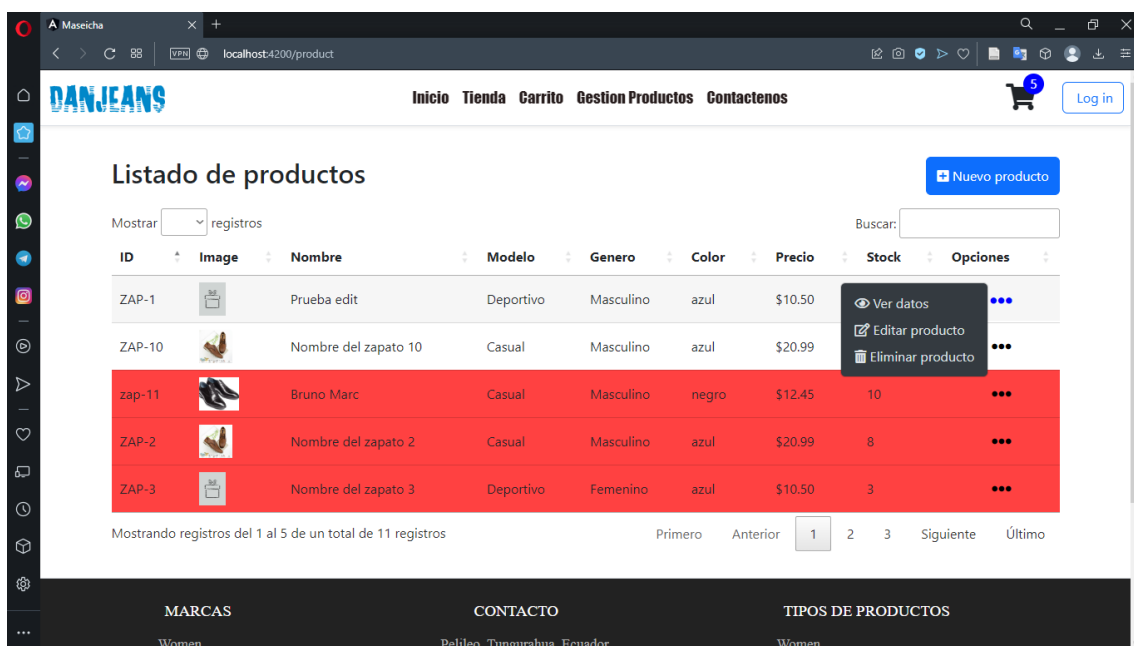 Maseicha
VPN localhost:4200/product
DANJEANS Inicio Tienda Carrito Gestion Productos Contactenos 5 Log in
Listado de productos Nuevo producto
Mostrar registros Buscar:
ID Image Nombre Modelo Genero Color Precio Stock Opciones
ZAP-1 Prueba edit Deportivo Masculino azul $10.50
Ver datos
Editar producto
Eliminar producto
ZAP-10 Nombre del zapato 10 Casual Masculino azul $20.99
zap-11 Bruno Marc Casual Masculino negro $12.45 10
ZAP-2 Nombre del zapato 2 Casual Masculino azul $20.99 8
ZAP-3 Nombre del zapato 3 Deportivo Femenino azul $10.50 3
Mostrando registros del 1 al 5 de un total de 11 registros Primero Anterior 1 2 3 Siguiente Último
MARCAS CONTACTO TIPOS DE PRODUCTOS
Women Pelileo, Tungurahua, Ecuador Women